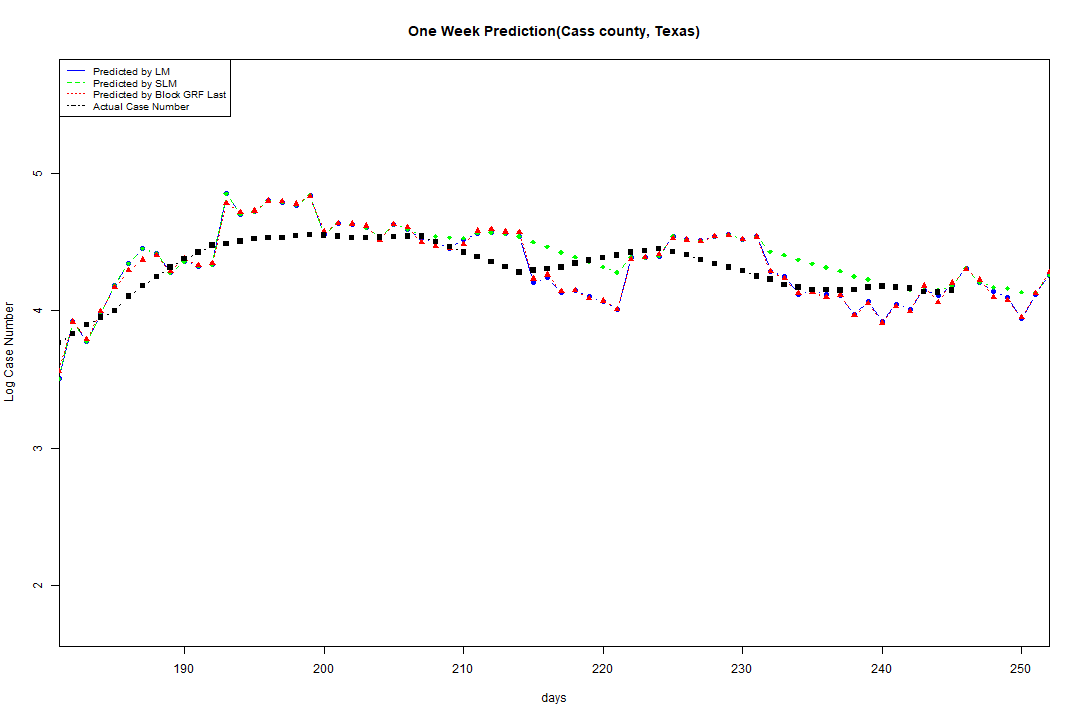 One Week Prediction(Cass county, Texas)
Predicted by LM
Predicted by SLM
Predicted by Block GRF Last
Actual Case Number
5
4
3
2
Log Case Number
190 200 210 220 230 240 250
days